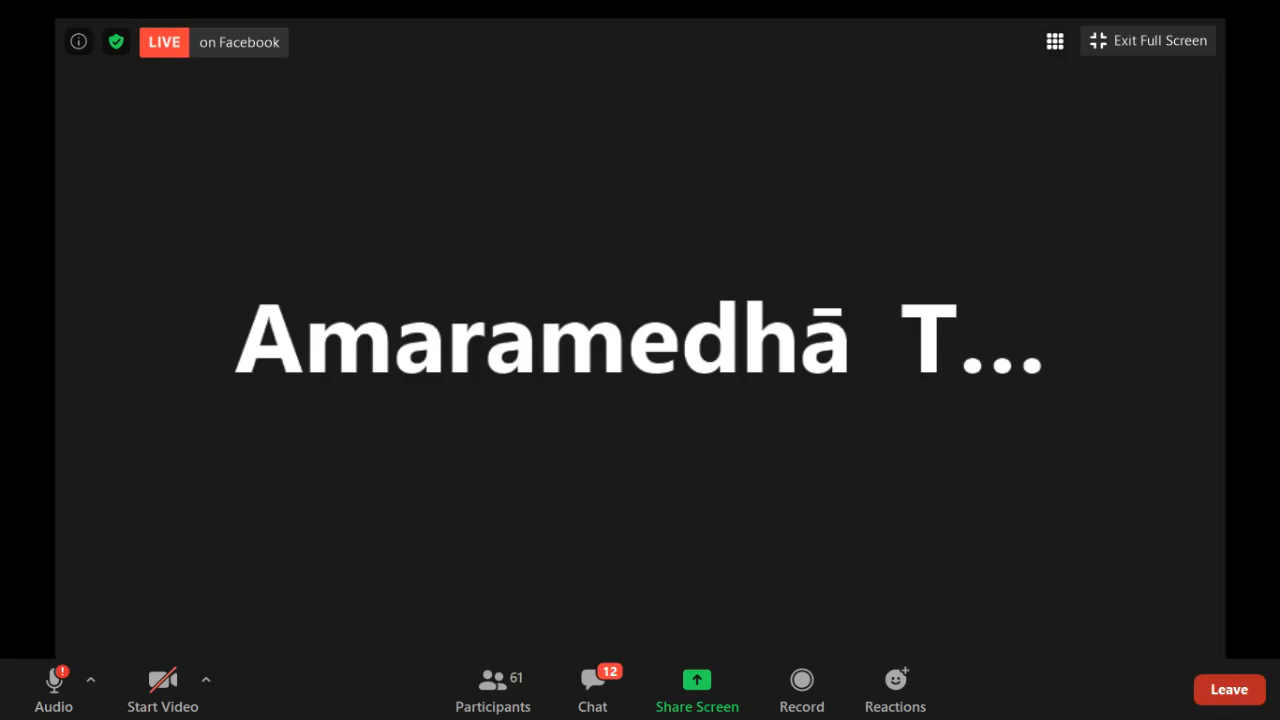 LIVE on Facebook
Exit Full Screen
Amaramedhā T...
61
12
Audio
Start Video
Participants
Chat
Share Screen
Record
Reactions
Leave